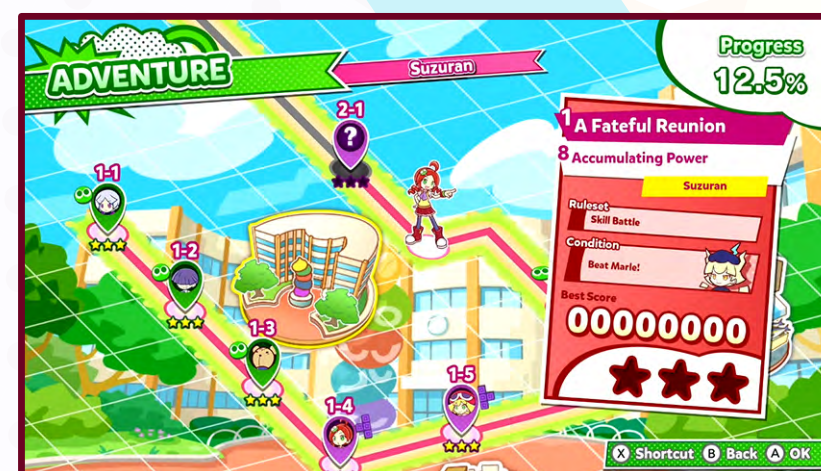 ADVENTURE
Suzuran
Progress
12.5%
2-1
?
1-1
1-2
1-3
1-4
1-5
1 A Fateful Reunion
8 Accumulating Power
Suzuran
Ruleset
Skill Battle
Condition
Beat Marle!
Best Score
00000000
X Shortcut B Back A OK